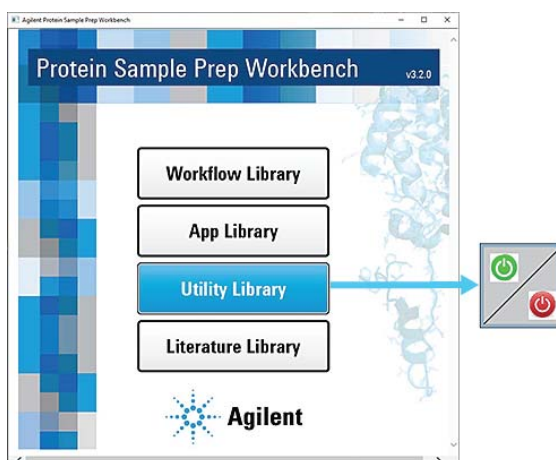 Agilent Protein Sample Prep Workbench
Protein Sample Prep Workbench v3.2.0
Workflow Library
App Library
Utility Library
Literature Library
Agilent